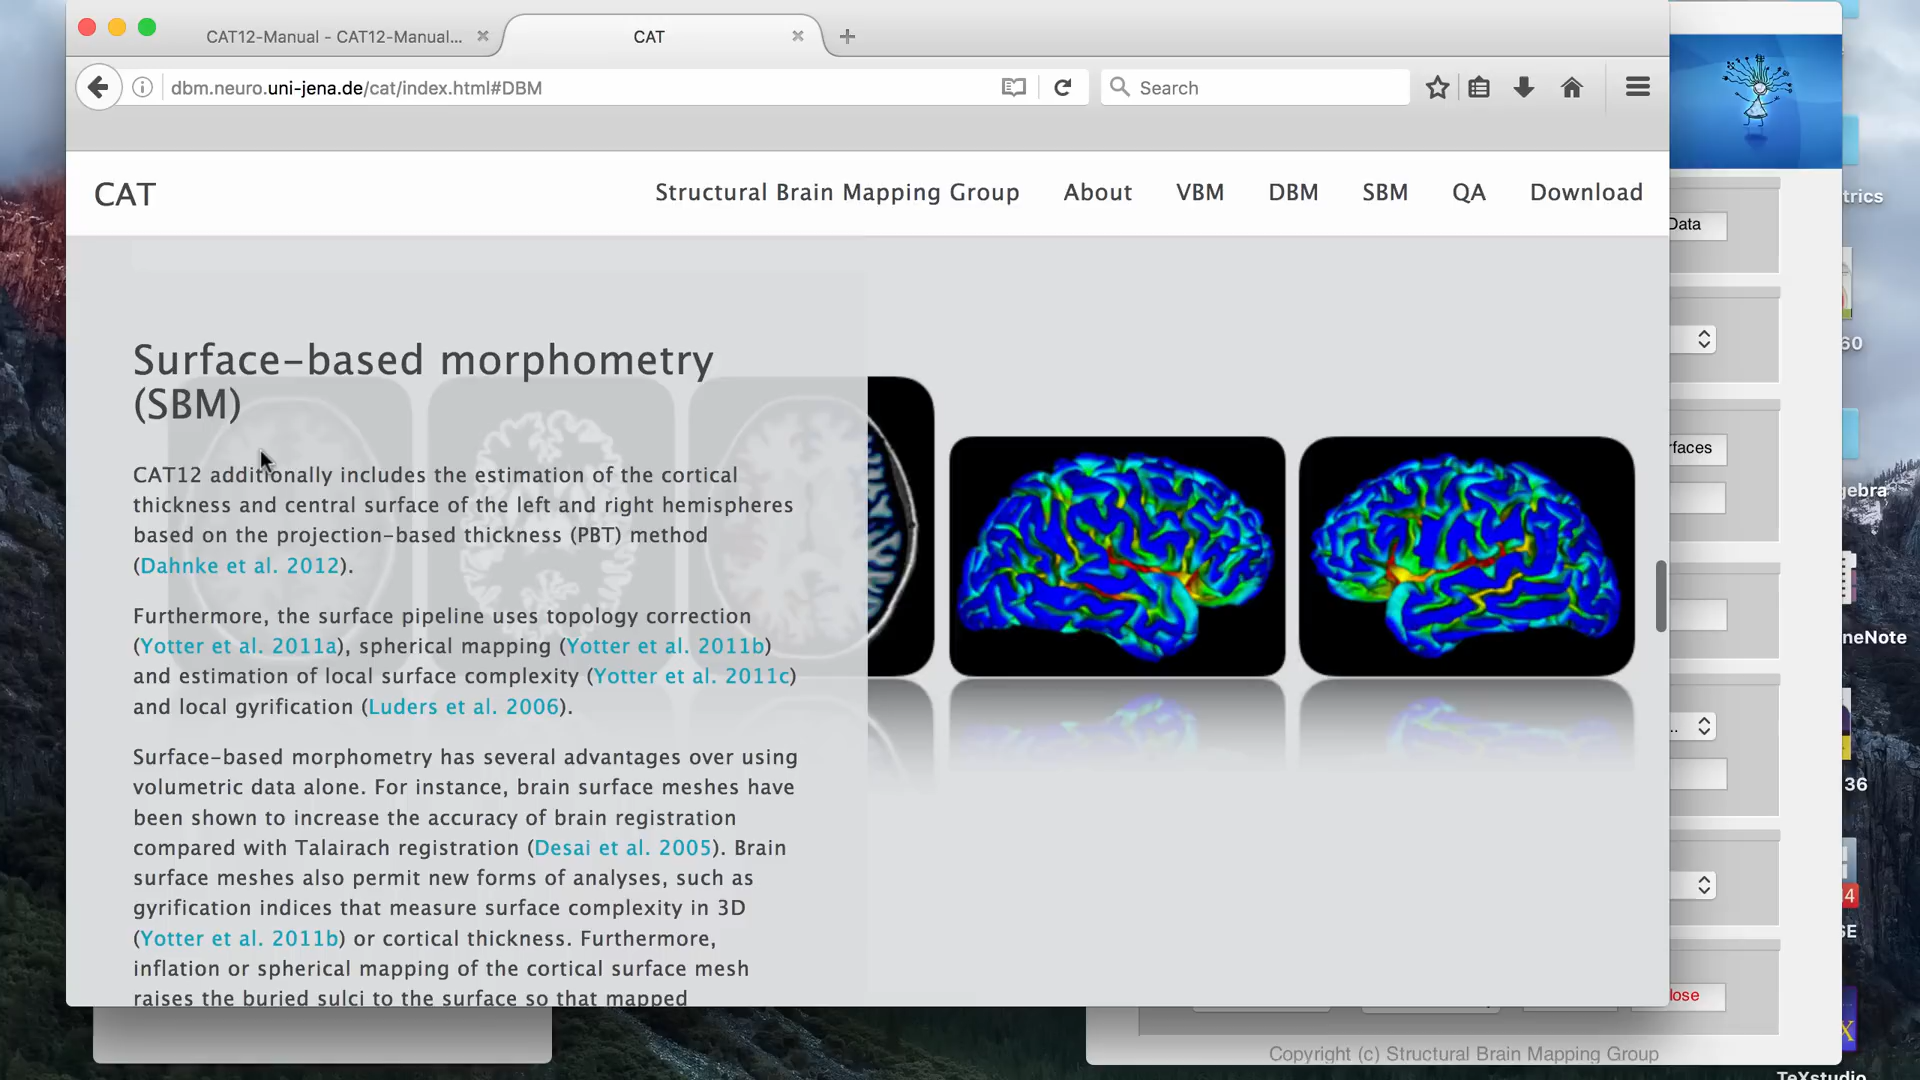 CAT12-Manual - CAT12-Manual...
CAT
dbm.neuro.uni-jena.de/cat/index.html#DBM
Search
CAT
Structural Brain Mapping Group
About
VBM
DBM
SBM
QA
Download
Surface-based morphometry
(SBM)
CAT12 additionally includes the estimation of the cortical
thickness and central surface of the left and right hemispheres
based on the projection-based thickness (PBT) method
(Dahnke et al. 2012).
Furthermore, the surface pipeline uses topology correction
(Yotter et al. 2011a), spherical mapping (Yotter et al. 2011b)
and estimation of local surface complexity (Yotter et al. 2011c)
and local gyrification (Luders et al. 2006).
Surface-based morphometry has several advantages over using
volumetric data alone. For instance, brain surface meshes have
been shown to increase the accuracy of brain registration
compared with Talairach registration (Desai et al. 2005). Brain
surface meshes also permit new forms of analyses, such as
gyrification indices that measure surface complexity in 3D
(Yotter et al. 2011b) or cortical thickness. Furthermore,
inflation or spherical mapping of the cortical surface mesh
raises the buried sulci to the surface so that mapped
Data
rfaces
..
lose
Copyright (c) Structural Brain Mapping Group
trics
60
gebra
neNote
36
4
SE
X
TeXstudio